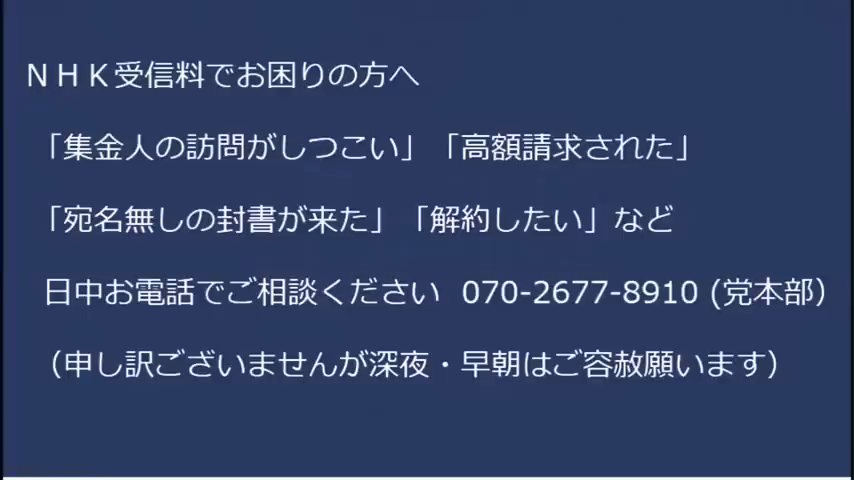 ＮＨＫ受信料でお困りの方へ
「集金人の訪問がしつこい」「高額請求された」
「宛名無しの封書が来た」「解約したい」など
日中お電話でご相談ください 070-2677-8910 (党本部）
（申し訳ございませんが深夜・早朝はご容赦願います）